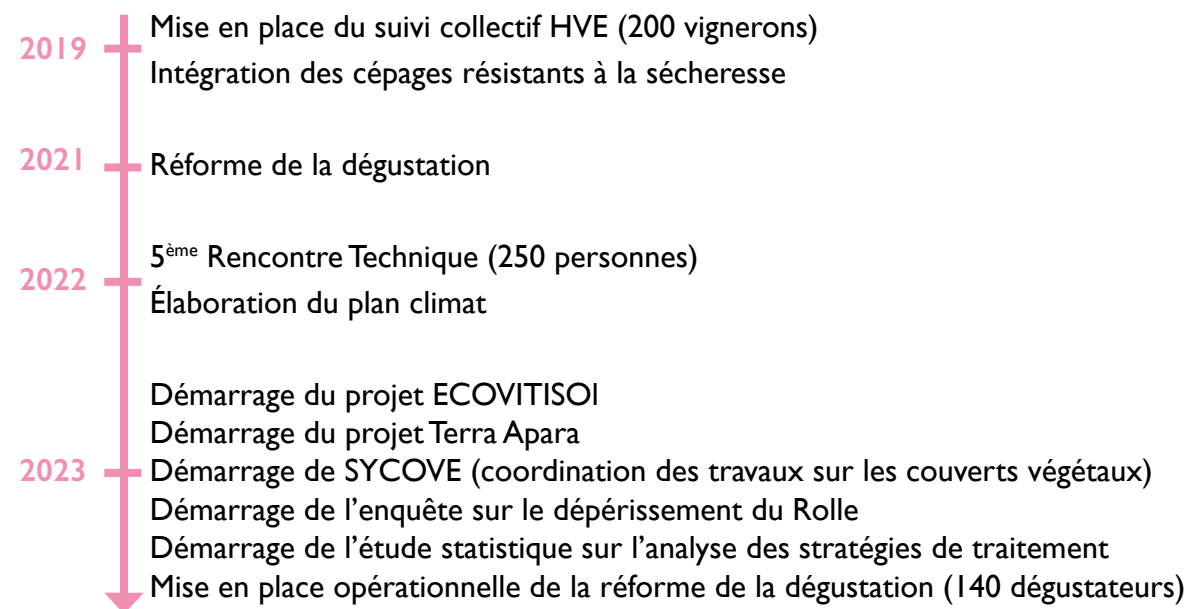 2019
Mise en place du suivi collectif HVE (200 vignerons)
Intégration des cépages résistants à la sécheresse
2021
Réforme de la dégustation
2022
5ème Rencontre Technique (250 personnes)
Élaboration du plan climat
2023
Démarrage du projet ECOVITISOl
Démarrage du projet Terra Apara
Démarrage de SYCOVE (coordination des travaux sur les couverts végétaux)
Démarrage de l’enquête sur le dépérissement du Rolle
Démarrage de l’étude statistique sur l’analyse des stratégies de traitement
Mise en place opérationnelle de la réforme de la dégustation (140 dégustateurs)